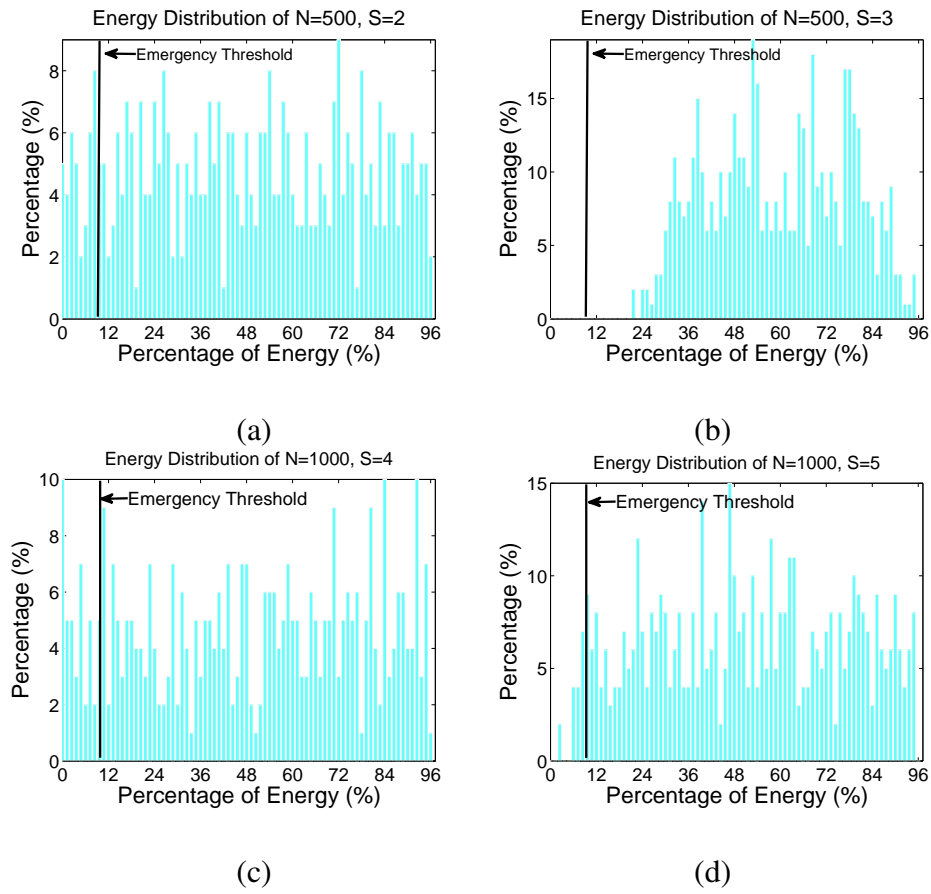 Energy Distribution of N=500, S=2
Emergency Threshold
Percentage (%)
8
6
4
2
0
0 12 24 36 48 60 72 84 96
Percentage of Energy (%)
(a)
Energy Distribution of N=500, S=3
Emergency Threshold
Percentage (%)
15
10
5
0
0 12 24 36 48 60 72 84 96
Percentage of Energy (%)
(b)
Energy Distribution of N=1000, S=4
Emergency Threshold
Percentage (%)
10
8
6
4
2
0
0 12 24 36 48 60 72 84 96
Percentage of Energy (%)
(c)
Energy Distribution of N=1000, S=5
Emergency Threshold
Percentage (%)
15
10
5
0
0 12 24 36 48 60 72 84 96
Percentage of Energy (%)
(d)